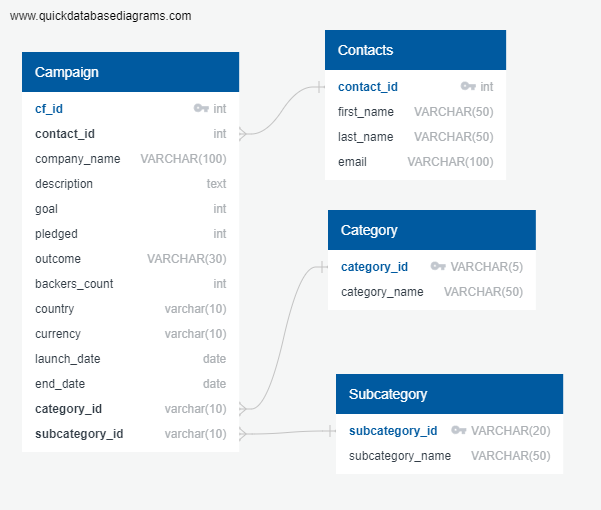 www.quickdatabasediagrams.com
Campaign
cf_id int
contact_id int
company_name VARCHAR(100)
description text
goal int
pledged int
outcome VARCHAR(30)
backers_count int
country varchar(10)
currency varchar(10)
launch_date date
end_date date
category_id varchar(10)
subcategory_id varchar(10)
Contacts
contact_id int
first_name VARCHAR(50)
last_name VARCHAR(50)
email VARCHAR(100)
Category
category_id VARCHAR(5)
category_name VARCHAR(50)
Subcategory
subcategory_id VARCHAR(20)
subcategory_name VARCHAR(50)